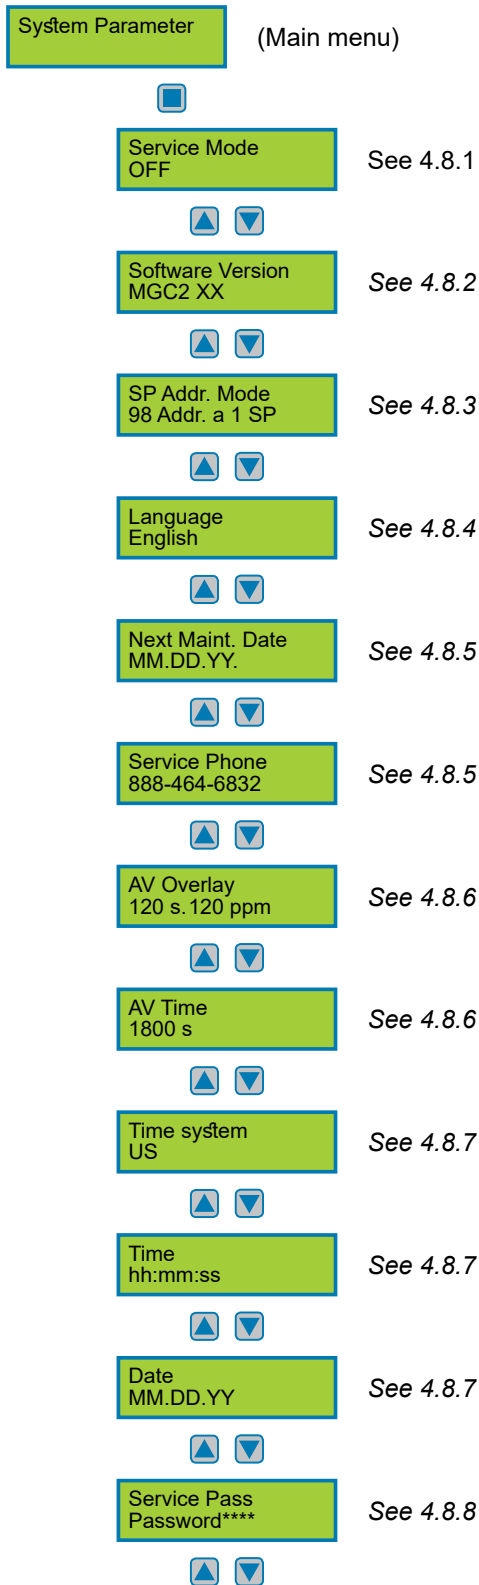 System Parameter
(Main menu)
Service Mode
OFF
See 4.8.1
Software Version
MGC2 XX
See 4.8.2
SP Addr. Mode
98 Addr. a 1 SP
See 4.8.3
Language
English
See 4.8.4
Next Maint. Date
MM.DD.YY.
See 4.8.5
Service Phone
888-464-6832
See 4.8.5
AV Overlay
120 s. 120 ppm
See 4.8.6
AV Time
1800 s
See 4.8.6
Time system
US
See 4.8.7
Time
hh:mm:ss
See 4.8.7
Date
MM.DD.YY
See 4.8.7
Service Pass
Password****
See 4.8.8